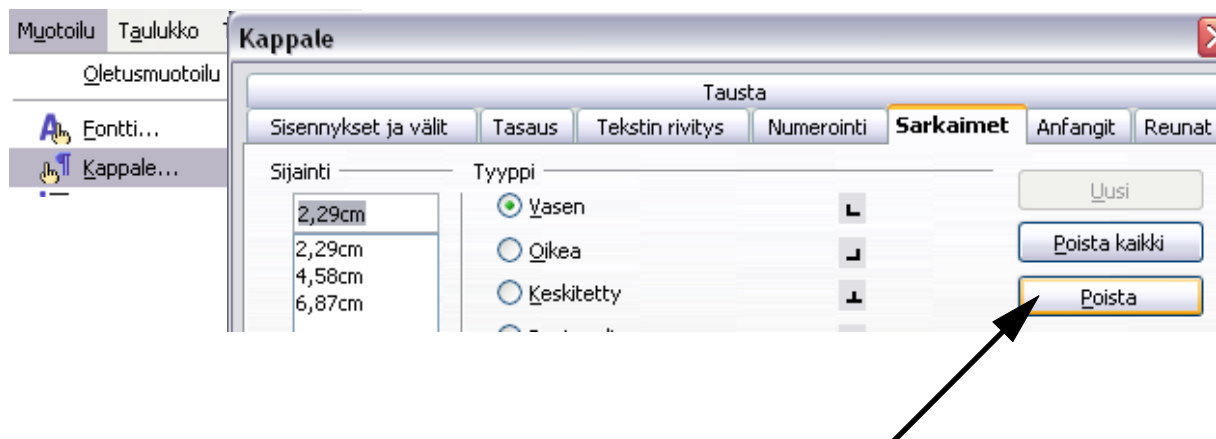 Muotoilu Taulukko
Oletusmuotoilu
Fontti...
Kappale...
Kappale
Tausta
Sisennykset ja välit Tasaus Tekstin rivitys Numerointi Sarkaimet Anfangit Reunat
Sijainti Tyyppi
2,29cm
2,29cm
4,58cm
6,87cm
Vasen
Oikea
Keskitetty
Uusi
Poista kaikki
Poista